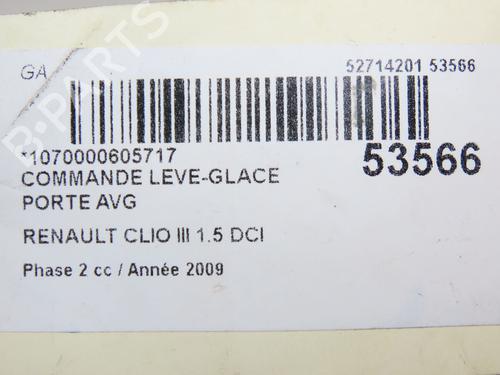 GA 52714201 53566
*1070000605717 53566
COMMANDE LEVE-GLACE
PORTE AVG
RENAULT CLIO III 1.5 DCI
Phase 2 cc / Année 2009
B-PARTS